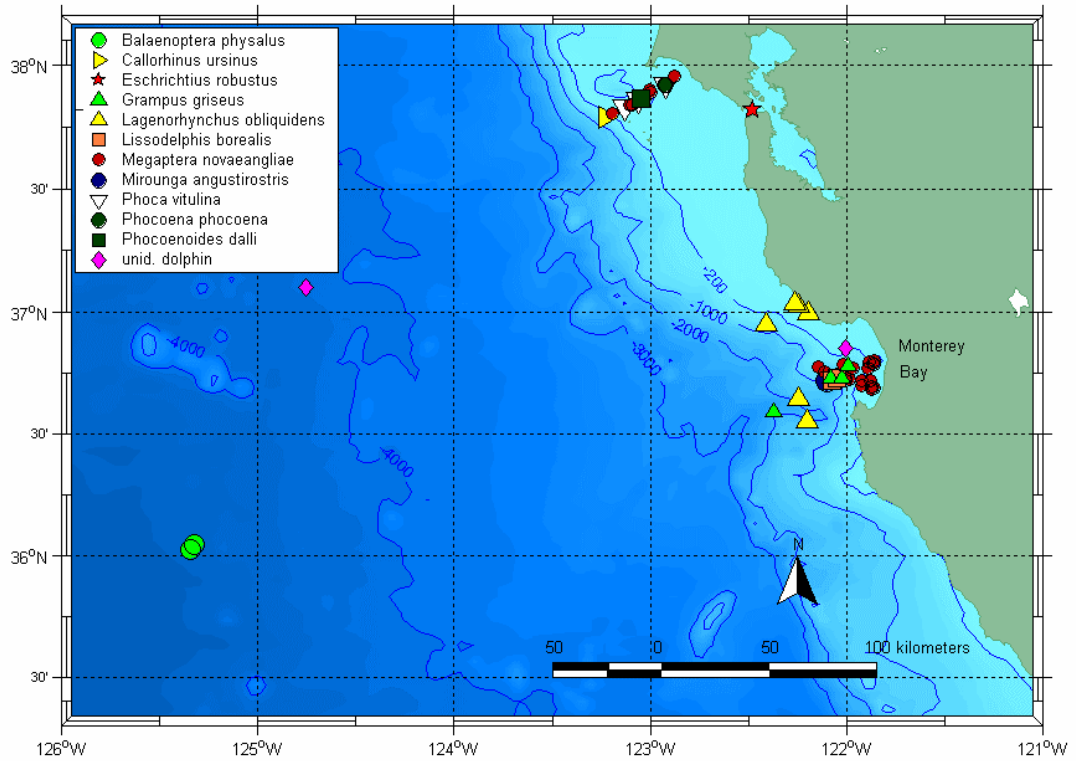 Balaenoptera physalus
Callorhinus ursinus
Eschrichtius robustus
Grampus griseus
Lagenorhynchus obliquidens
Lissodelphis borealis
Megaptera novaeangliae
Mirounga angustirostris
Phoca vitulina
Phocoena phocoena
Phocoenoides dalli
unid. dolphin
38°N
30'
37°N
30'
36°N
30'
-200
-1000
-2000
-3000
-4000
-4000
Monterey
Bay
N
50 0 50 100 kilometers
126°W 125°W 124°W 123°W 122°W 121°W